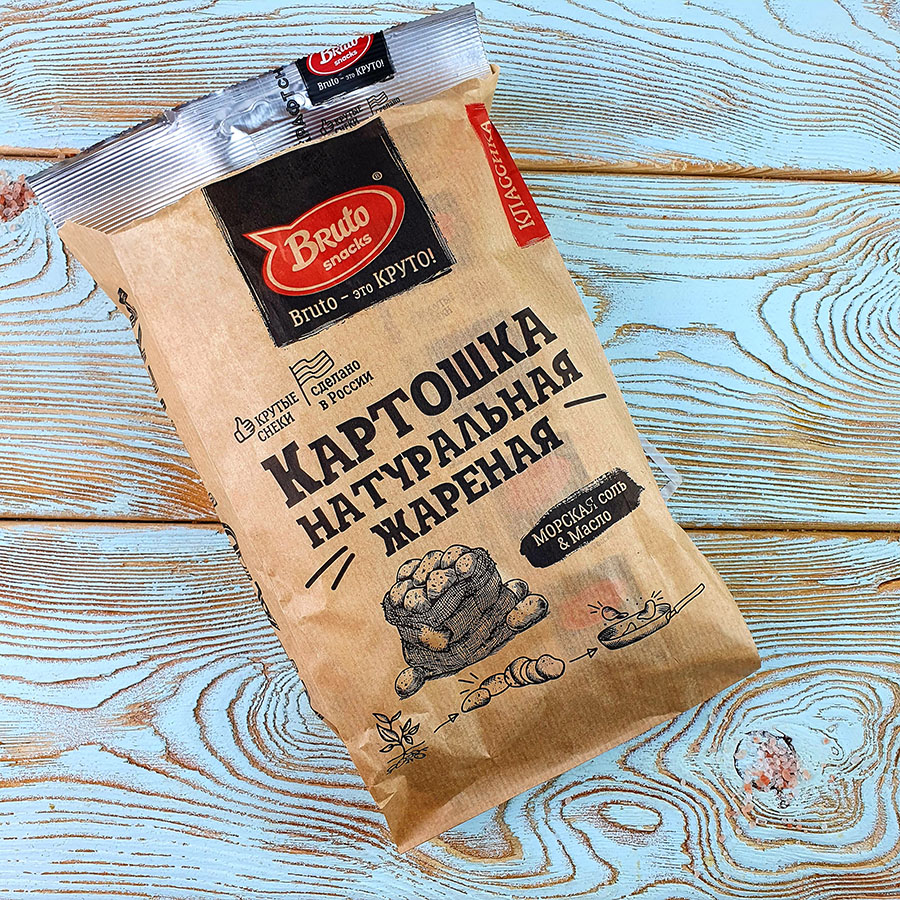 Bruto
snacks
Bruto – это КРУТО!
КЛАССИКА
®
Bruto
snacks
Bruto – это КРУТО!
КРУТЫЕ
СНЕКИ
сделано
в России
КАРТОШКА
НАТУРАЛЬНАЯ
ЖАРЕНАЯ
МОРСКАЯ соль
& Масло